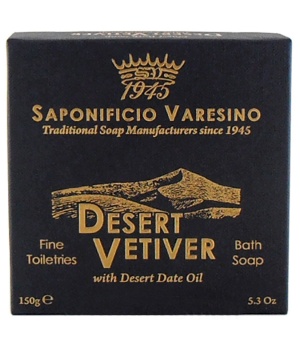 SV
1945
SAPONIFICIO VARESINO
Traditional Soap Manufacturers since 1945
DESERT
VETIVER
Fine
Toiletries
Bath
Soap
with Desert Date Oil
150g ℮
5.3 Oz